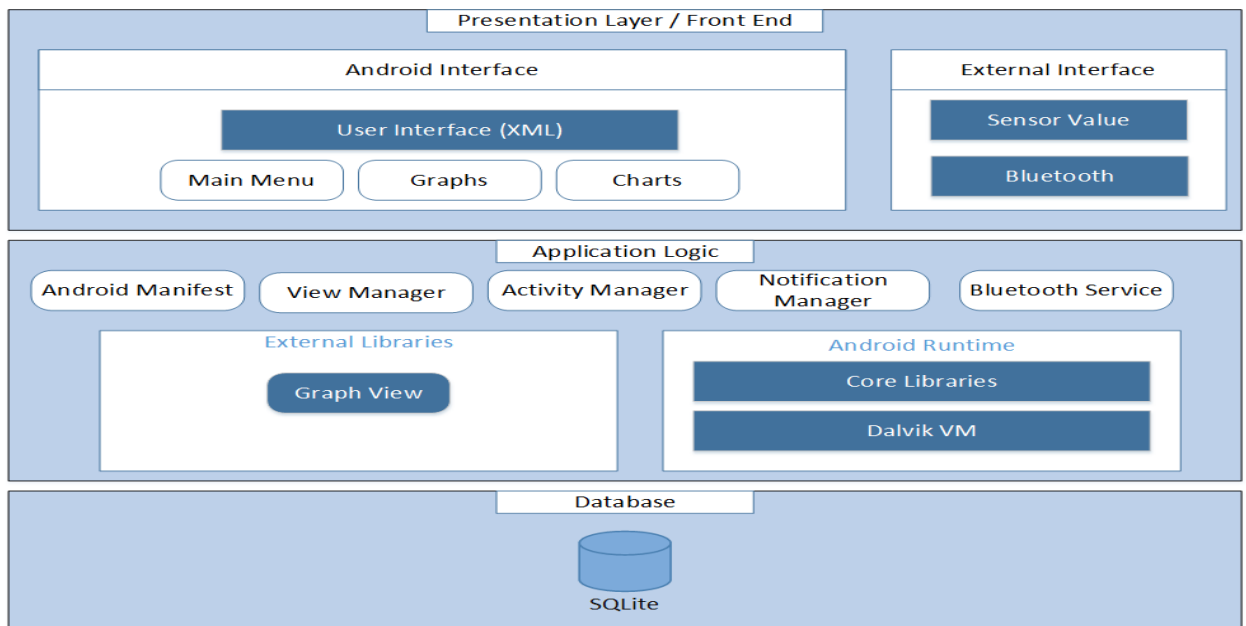 Presentation Layer / Front End
Android Interface
External Interface
User Interface (XML)
Sensor Value
Main Menu
Graphs
Charts
Bluetooth
Application Logic
Android Manifest
View Manager
Activity Manager
Notification
Manager
Bluetooth Service
External Libraries
Graph View
Android Runtime
Core Libraries
Dalvik VM
Database
SQLite